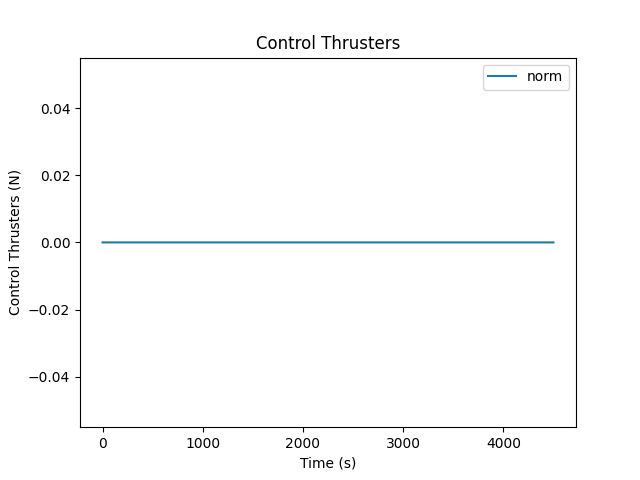 Control Thrusters
norm
Control Thrusters (N)
0.04
0.02
0.00
−0.02
−0.04
0
1000
2000
3000
4000
Time (s)